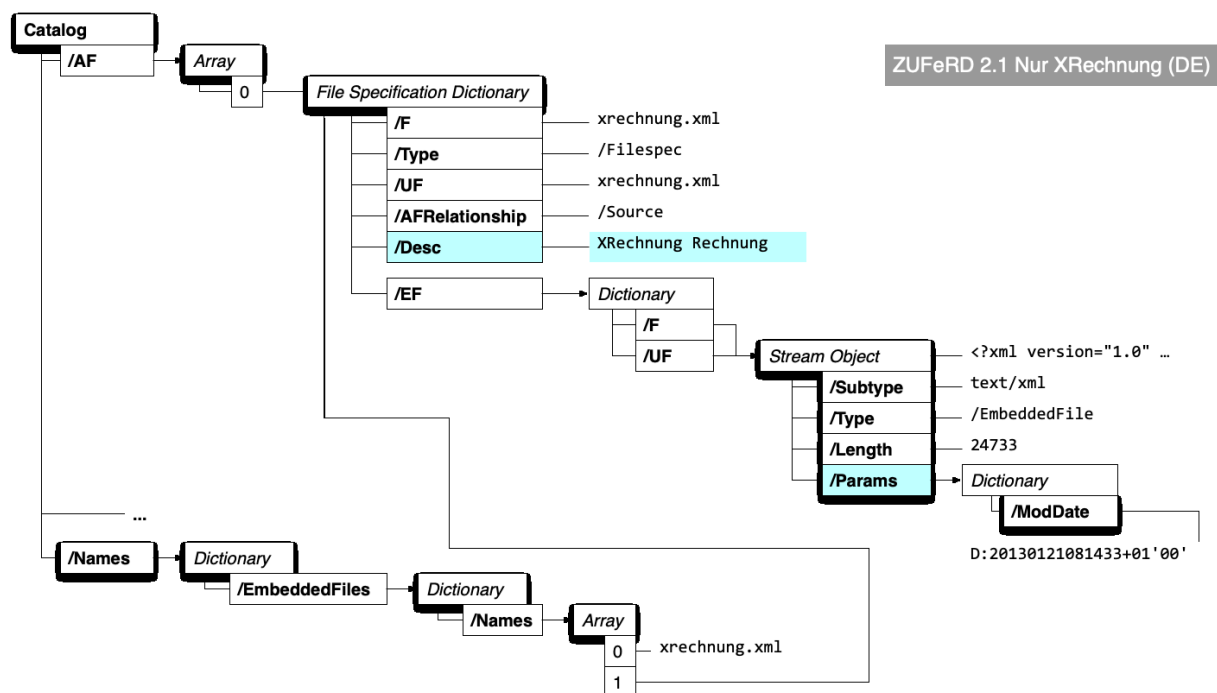 Catalog
/AF
Array
0
ZUFeRD 2.1 Nur XRechnung (DE)
File Specification Dictionary
/F
xrechnung.xml
/Type
/Filespec
/UF
xrechnung.xml
/AFRelationship
/Source
/Desc
XRechnung Rechnung
/EF
Dictionary
/F
/UF
Stream Object
<?xml version="1.0" …
/Subtype
text/xml
/Type
/EmbeddedFile
/Length
24733
/Params
Dictionary
/ModDate
D:20130121081433+01'00'
...
/Names
Dictionary
/EmbeddedFiles
Dictionary
/Names
Array
0
xrechnung.xml
1